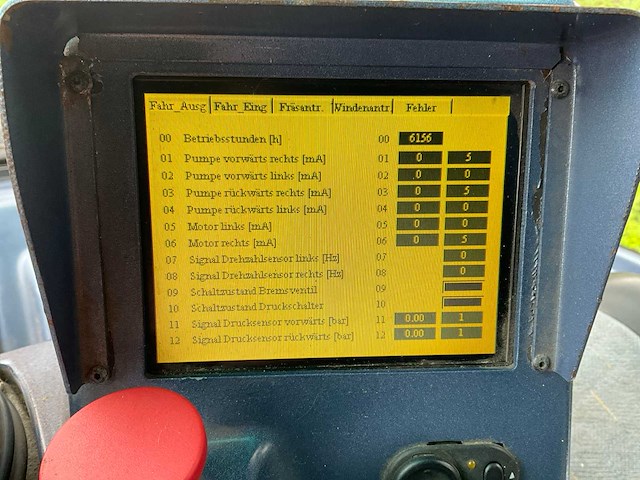 Fahr_Ausg Fahr_Eing Fräsantr. Windenantr Fehler
00 Betriebsstunden [h] 00 6156
01 Pumpe vorwärts rechts [mA] 01 0 5
02 Pumpe vorwärts links [mA] 02 .0 0
03 Pumpe rückwärts rechts [mA] 03 0 5
04 Pumpe rückwärts links [mA] 04 0 0
05 Motor links [mA] 05 0 0
06 Motor rechts [mA] 06 0 5
07 Signal Drehzahlsensor links [Hz] 07 0
08 Signal Drehzahlsensor rechts [Hz] 08 0
09 Schaltzustand Bremsventil 09
10 Schaltzustand Druckschalter 10
11 Signal Drucksensor vorwärts [bar] 11 0.00 1
12 Signal Drucksensor rückwärts [bar] 12 0.00 1